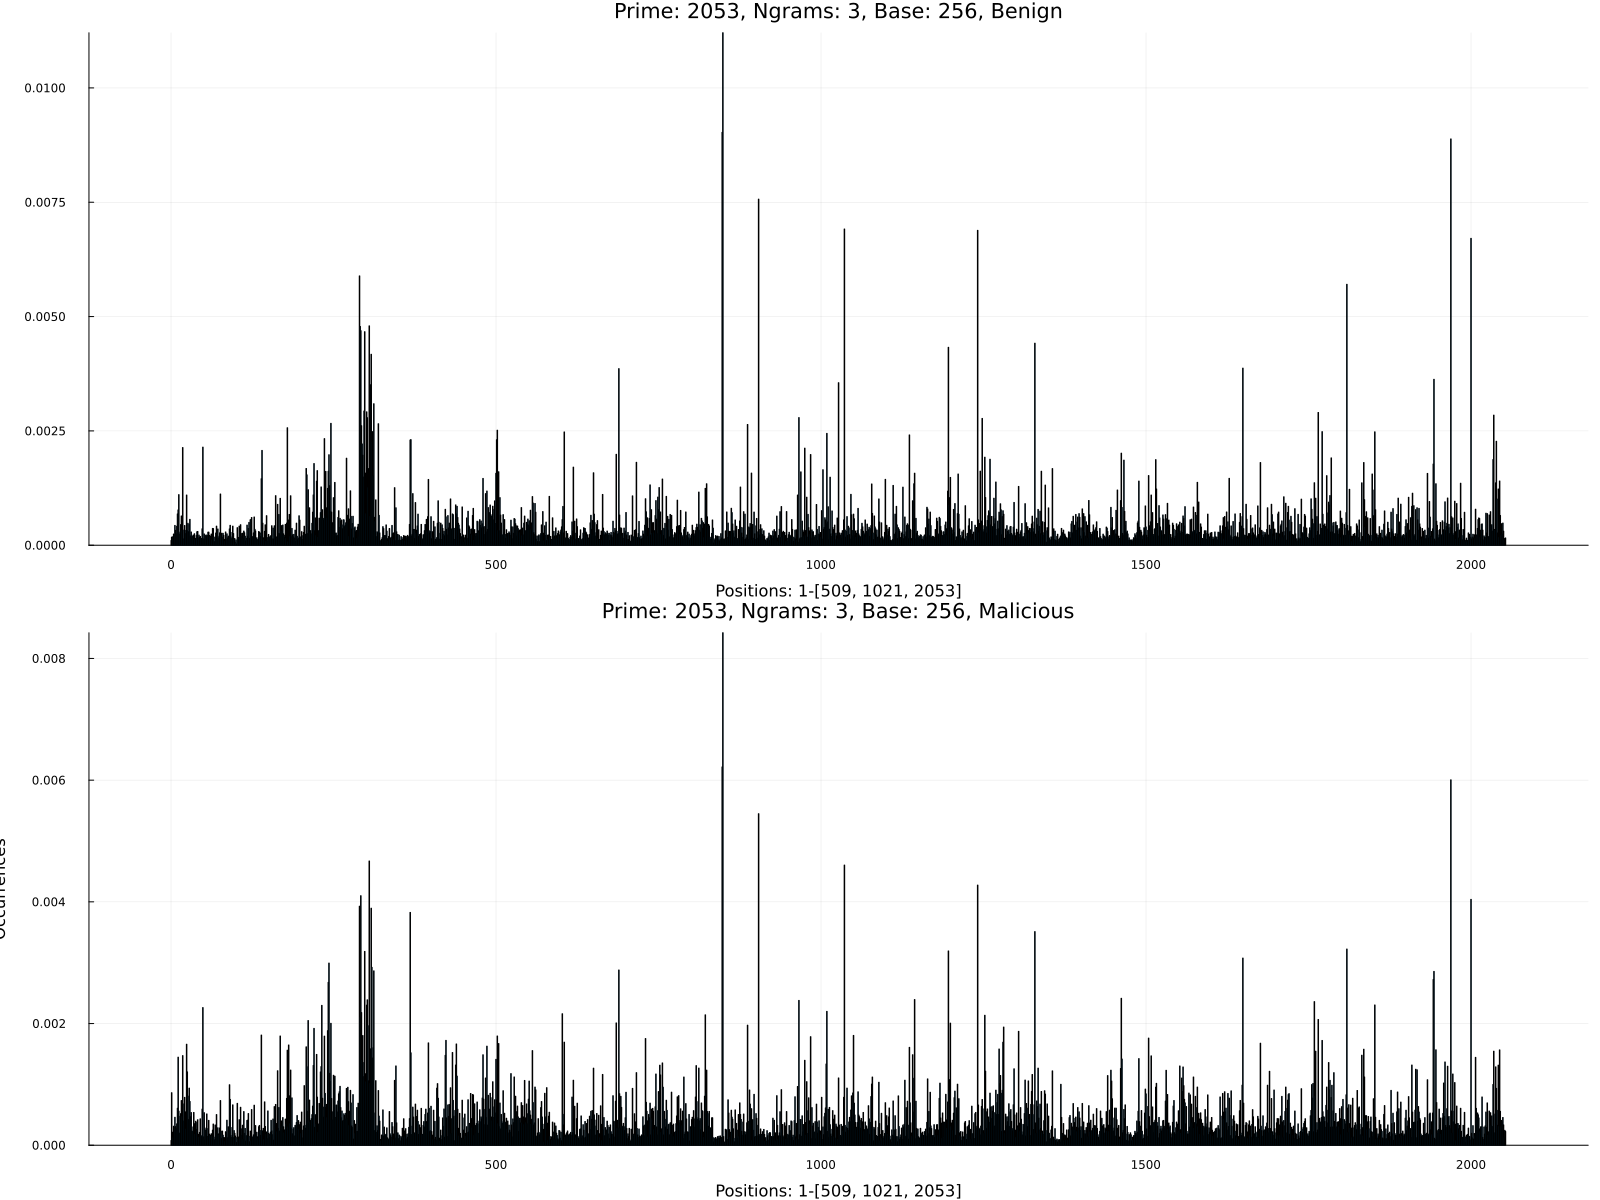 Prime: 2053, Ngrams: 3, Base: 256, Benign
0.0100
0.0075
0.0050
0.0025
0.0000
0 500 1000 1500 2000
Positions: 1-[509, 1021, 2053]
Prime: 2053, Ngrams: 3, Base: 256, Malicious
0.008
0.006
0.004
0.002
0.000
Occurrences
0 500 1000 1500 2000
Positions: 1-[509, 1021, 2053]